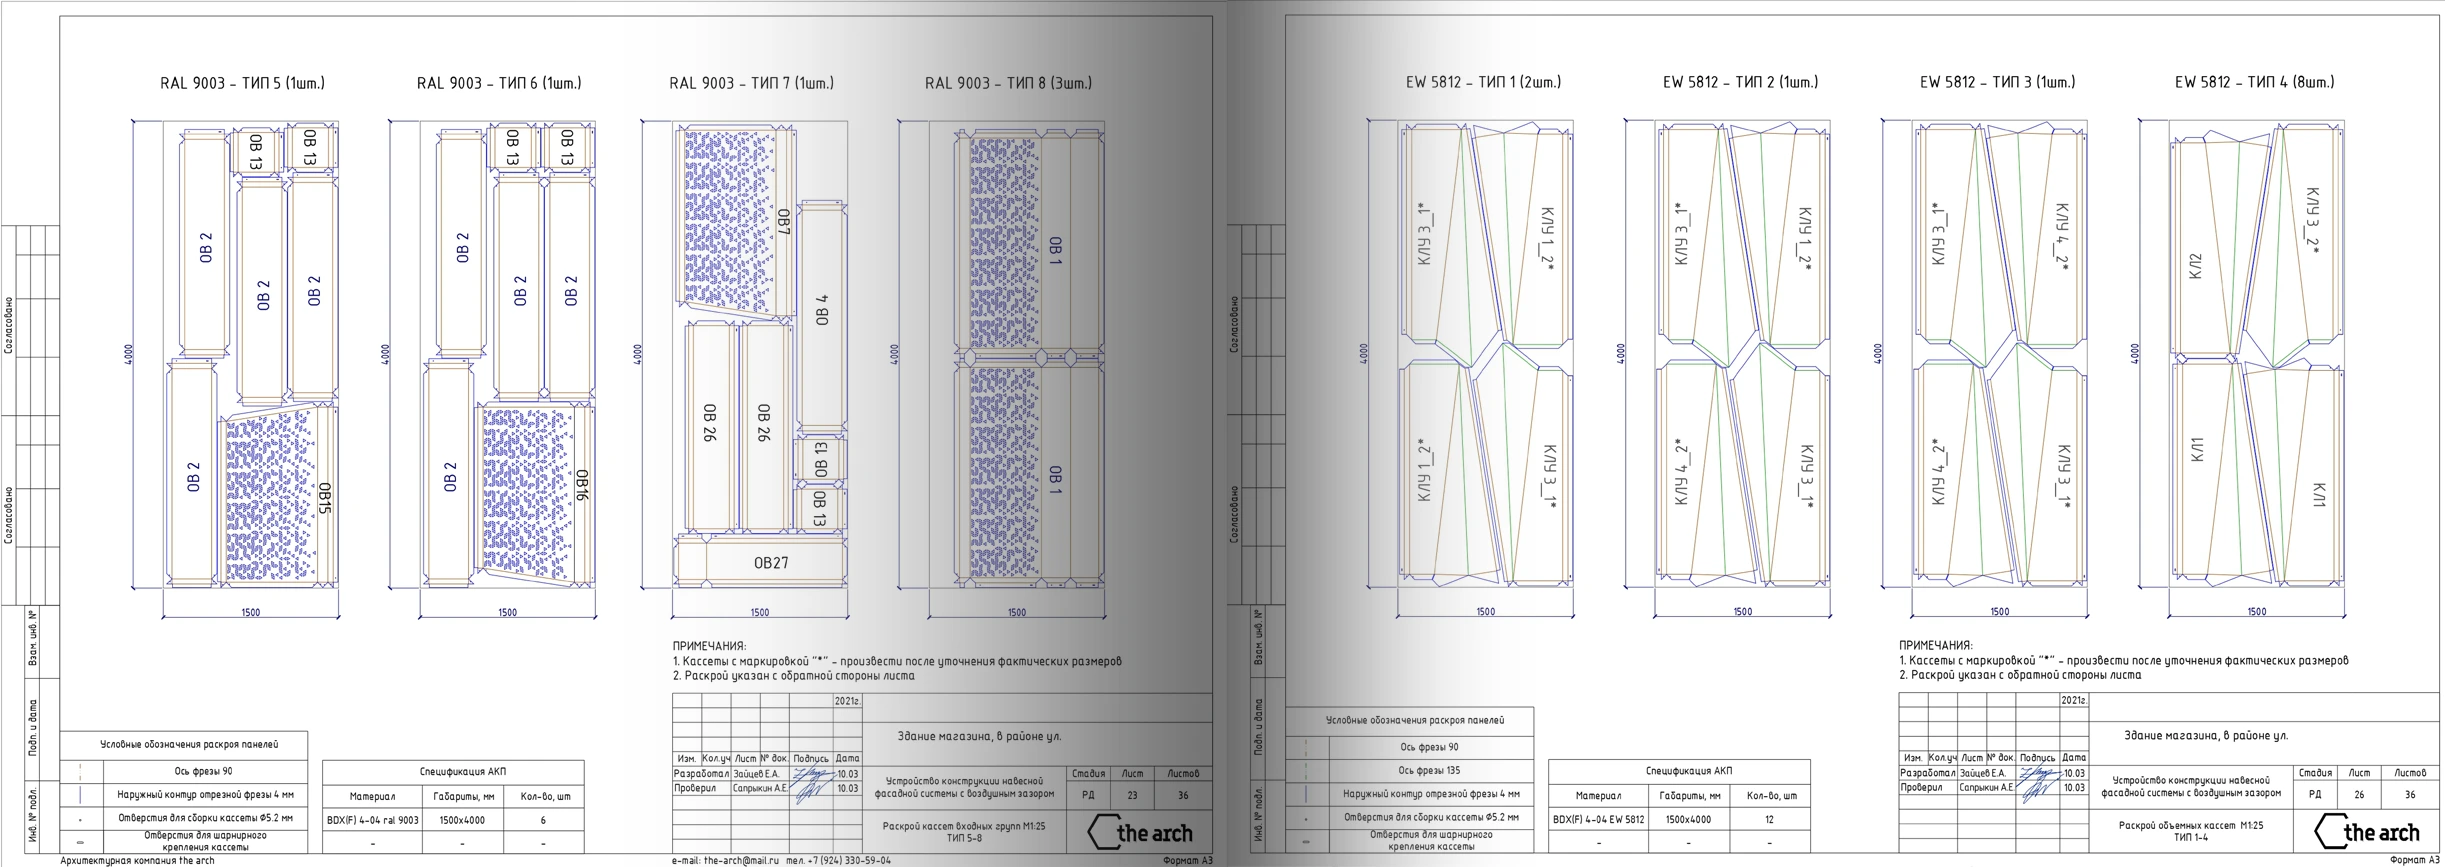 RAL 9003 - ТИП 5 (1шт.)
RAL 9003 - ТИП 6 (1шт.)
RAL 9003 - ТИП 7 (1шт.)
RAL 9003 - ТИП 8 (3шт.)
4000
ОВ 2
ОВ 13
ОВ 13
ОВ 2
ОВ 2
ОВ 2
ОВ15
1500
4000
ОВ 2
ОВ 13
ОВ 13
ОВ 2
ОВ 2
ОВ 2
ОВ16
1500
4000
ОВ7
ОВ 4
ОВ 26
ОВ 26
ОВ 13
ОВ 13
ОВ27
1500
4000
ОВ 1
ОВ 1
1500
ПРИМЕЧАНИЯ:
1. Кассеты с маркировкой "*" - произвести после уточнения фактических размеров
2. Раскрой указан с обратной стороны листа
Согласовано
Согласовано
Взам. инв. №
Подп. и дата
Инв. № подл.
Условные обозначения раскроя панелей
Ось фрезы 90
Наружный контур отрезной фрезы 4 мм
Отверстия для сборки кассеты Ø5.2 мм
Отверстия для шарнирного
крепления кассеты
Спецификация АКП
Материал Габариты, мм Кол-во, шт
BDX(F) 4-04 ral 9003 1500х4000 6
- - -
2021г.
Здание магазина, в районе ул.
Изм. Кол.уч Лист № док. Подпись Дата
Разработал Зайцев Е.А. 10.03
Проверил Сапрыкин А.Е. 10.03
Устройство конструкции навесной
фасадной системы с воздушным зазором
Стадия Лист Листов
РД 23 36
Раскрой кассет входных групп М1:25
ТИП 5-8
the arch
Архитектурная компания the arch
e-mail: the-arch@mail.ru тел. +7 (924) 330-59-04
Формат А3
EW 5812 - ТИП 1 (2шт.)
EW 5812 - ТИП 2 (1шт.)
EW 5812 - ТИП 3 (1шт.)
EW 5812 - ТИП 4 (8шт.)
4000
КЛУ 3_1*
КЛУ 1_2*
КЛУ 1_2*
КЛУ 3_1*
1500
4000
КЛУ 3_1*
КЛУ 1_2*
КЛУ 4_2*
КЛУ 3_1*
1500
4000
КЛУ 3_1*
КЛУ 4_2*
КЛУ 4_2*
КЛУ 3_1*
1500
4000
КЛ2
КЛУ 3_2*
КЛ1
КЛ1
1500
ПРИМЕЧАНИЯ:
1. Кассеты с маркировкой "*" - произвести после уточнения фактических размеров
2. Раскрой указан с обратной стороны листа
Согласовано
Согласовано
Взам. инв. №
Подп. и дата
Инв. № подл.
Условные обозначения раскроя панелей
Ось фрезы 90
Ось фрезы 135
Наружный контур отрезной фрезы 4 мм
Отверстия для сборки кассеты Ø5.2 мм
Отверстия для шарнирного
крепления кассеты
Спецификация АКП
Материал Габариты, мм Кол-во, шт
BDX(F) 4-04 EW 5812 1500х4000 12
- - -
2021г.
Здание магазина, в районе ул.
Изм. Кол.уч Лист № док. Подпись Дата
Разработал Зайцев Е.А. 10.03
Проверил Сапрыкин А.Е. 10.03
Устройство конструкции навесной
фасадной системы с воздушным зазором
Стадия Лист Листов
РД 26 36
Раскрой объемных кассет М1:25
ТИП 1-4
the arch
Формат А3